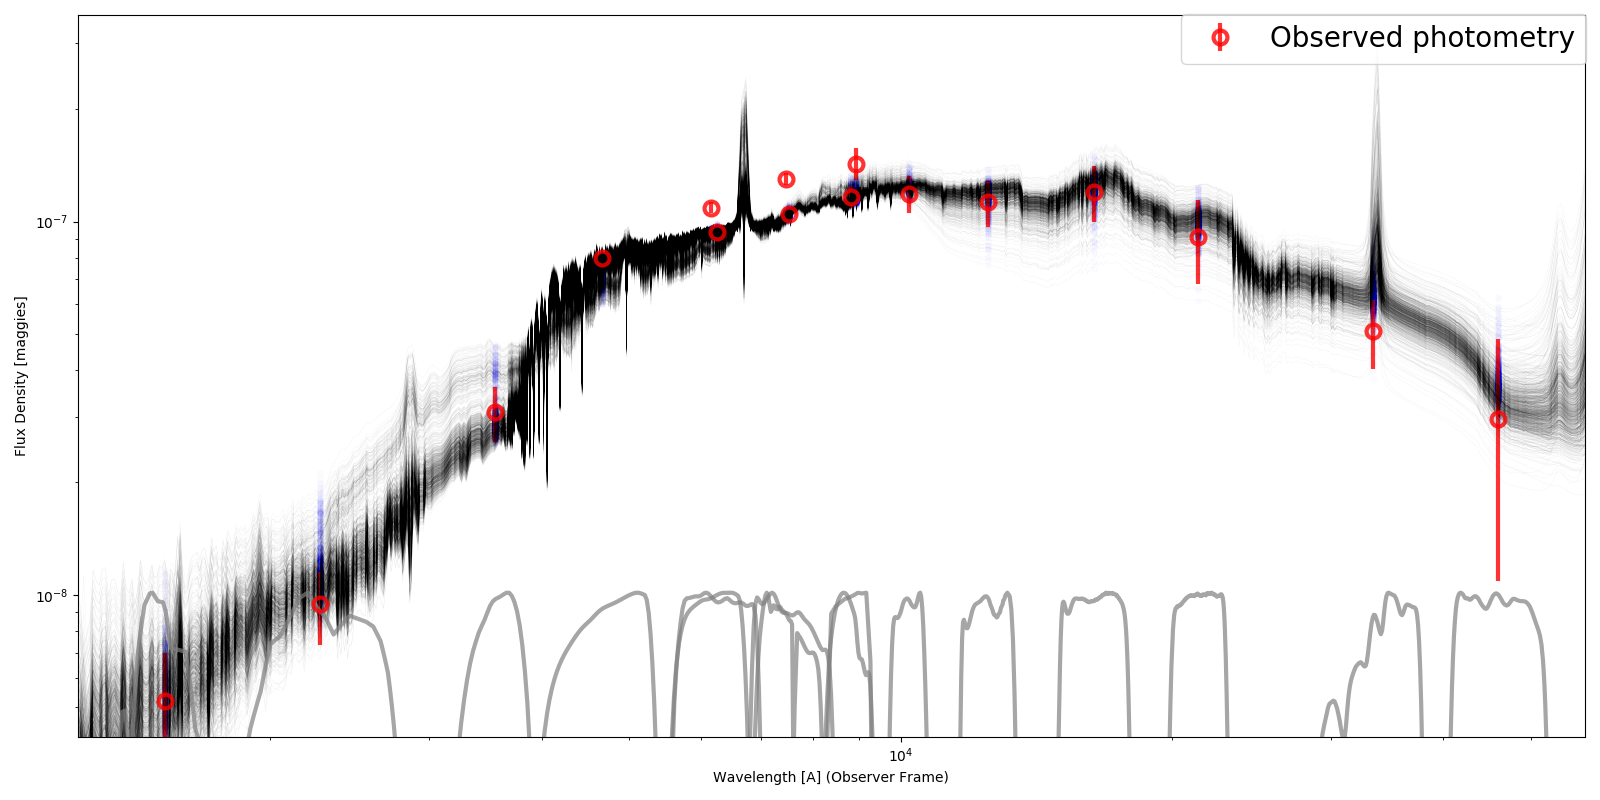 Observed photometry
10⁻⁷
10⁻⁸
Flux Density [maggies]
10⁴
Wavelength [A] (Observer Frame)